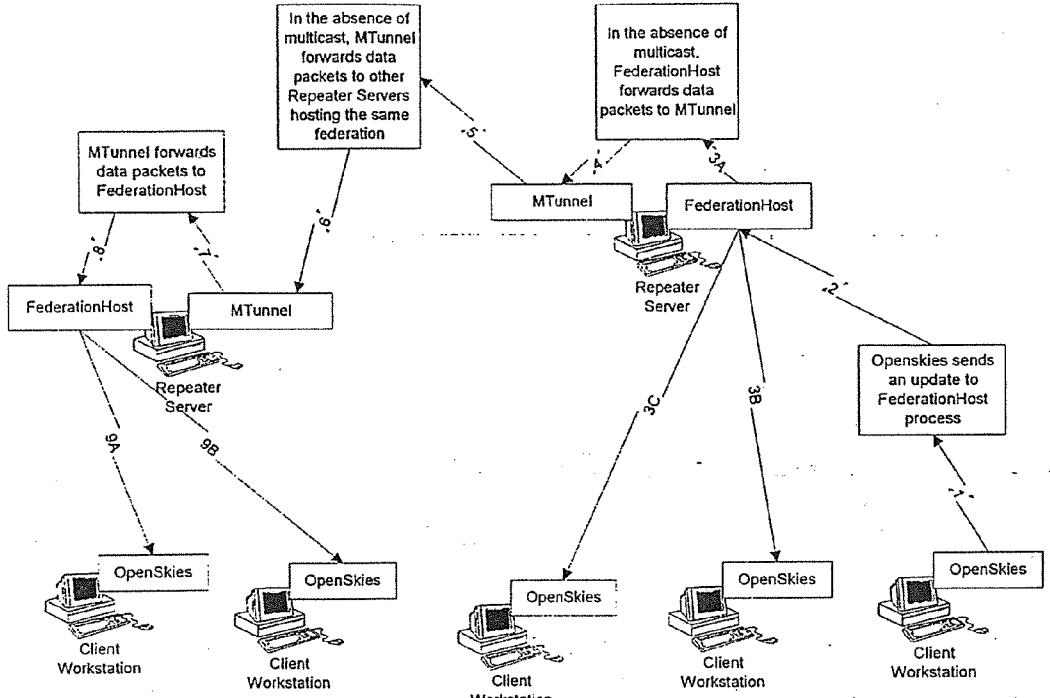 In the absence of
multicast, MTunnel
forwards data
packets to other
Repeater Servers
hosting the same
federation
In the absence of
multicast,
FederationHost
forwards data
packets to MTunnel
MTunnel forwards
data packets to
FederationHost
"5"
"4"
3A
MTunnel
FederationHost
"6"
"8"
"7"
Repeater
Server
"2"
FederationHost
MTunnel
Repeater
Server
Openskies sends
an update to
FederationHost
process
3C
3B
9A
9B
"1"
OpenSkies
OpenSkies
OpenSkies
OpenSkies
OpenSkies
Client
Workstation
Client
Workstation
Client
Workstation
Client
Workstation
Client
Workstation